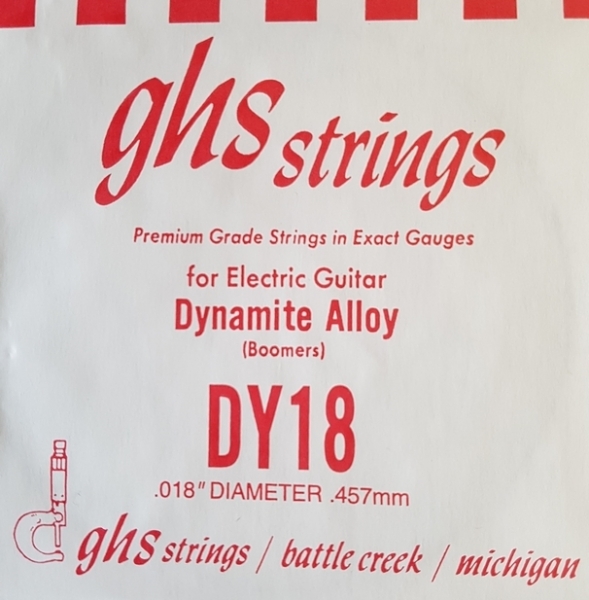 ghs strings
Premium Grade Strings in Exact Gauges
for Electric Guitar
Dynamite Alloy
(Boomers)
DY18
.018" DIAMETER .457mm
ghs strings / battle creek / michigan